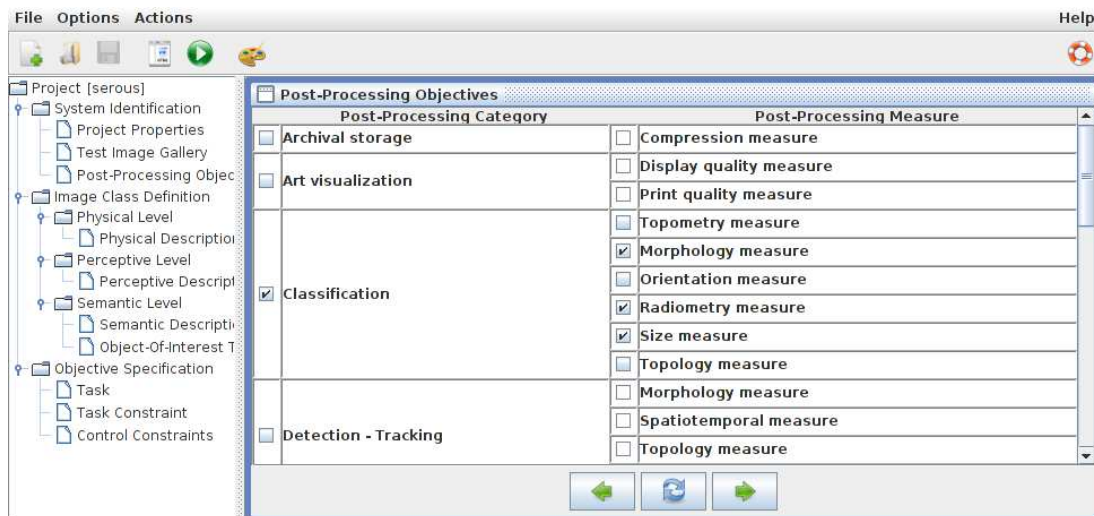 File Options Actions Help
Project [serous]
System Identification
Project Properties
Test Image Gallery
Post-Processing Objec
Image Class Definition
Physical Level
Physical Description
Perceptive Level
Perceptive Descript
Semantic Level
Semantic Descripti
Object-Of-Interest T
Objective Specification
Task
Task Constraint
Control Constraints
Post-Processing Objectives
Post-Processing Category Post-Processing Measure
Archival storage
Compression measure
Art visualization
Display quality measure
Print quality measure
Classification
Topometry measure
Morphology measure
Orientation measure
Radiometry measure
Size measure
Topology measure
Detection - Tracking
Morphology measure
Spatiotemporal measure
Topology measure